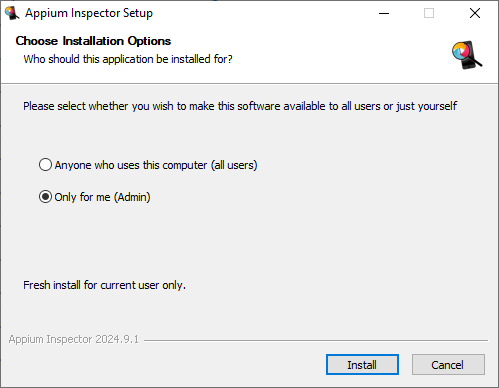 Appium Inspector Setup
Choose Installation Options
Who should this application be installed for?
Please select whether you wish to make this software available to all users or just yourself
Anyone who uses this computer (all users)
Only for me (Admin)
Fresh install for current user only.
Appium Inspector 2024.9.1
Install
Cancel